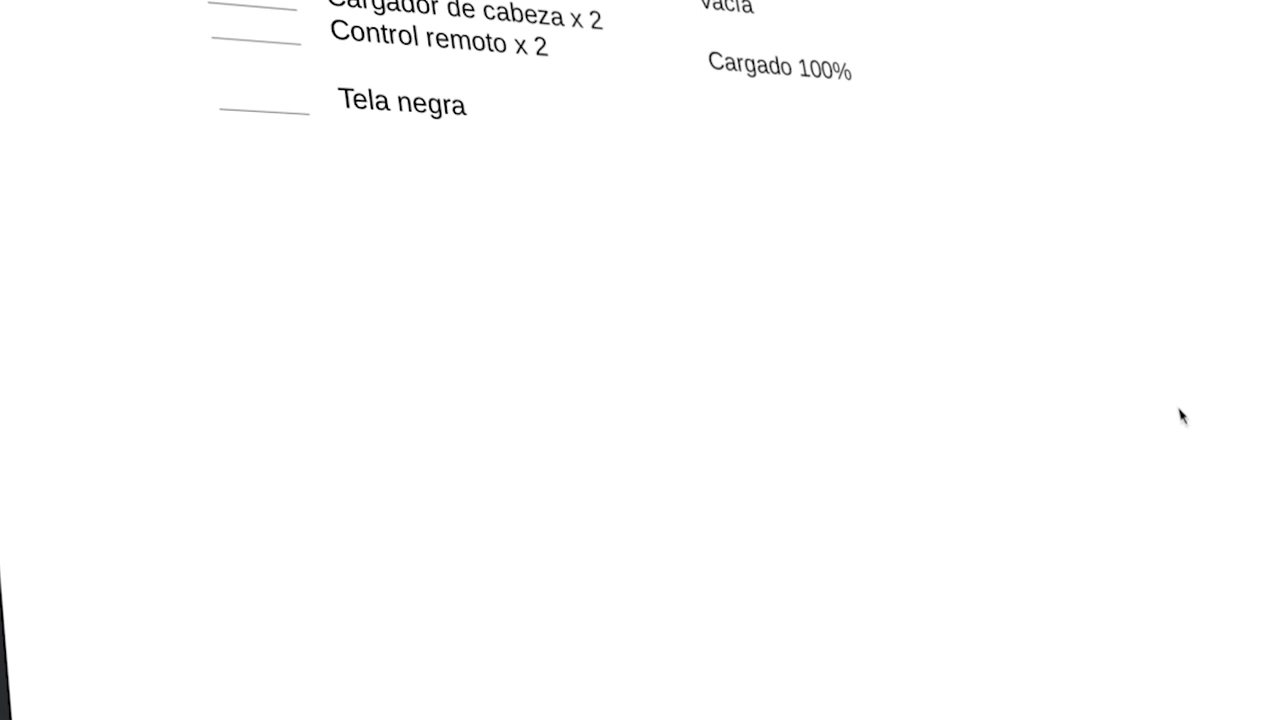 Cargador de cabeza x 2
vacía
Control remoto x 2
Cargado 100%
Tela negra